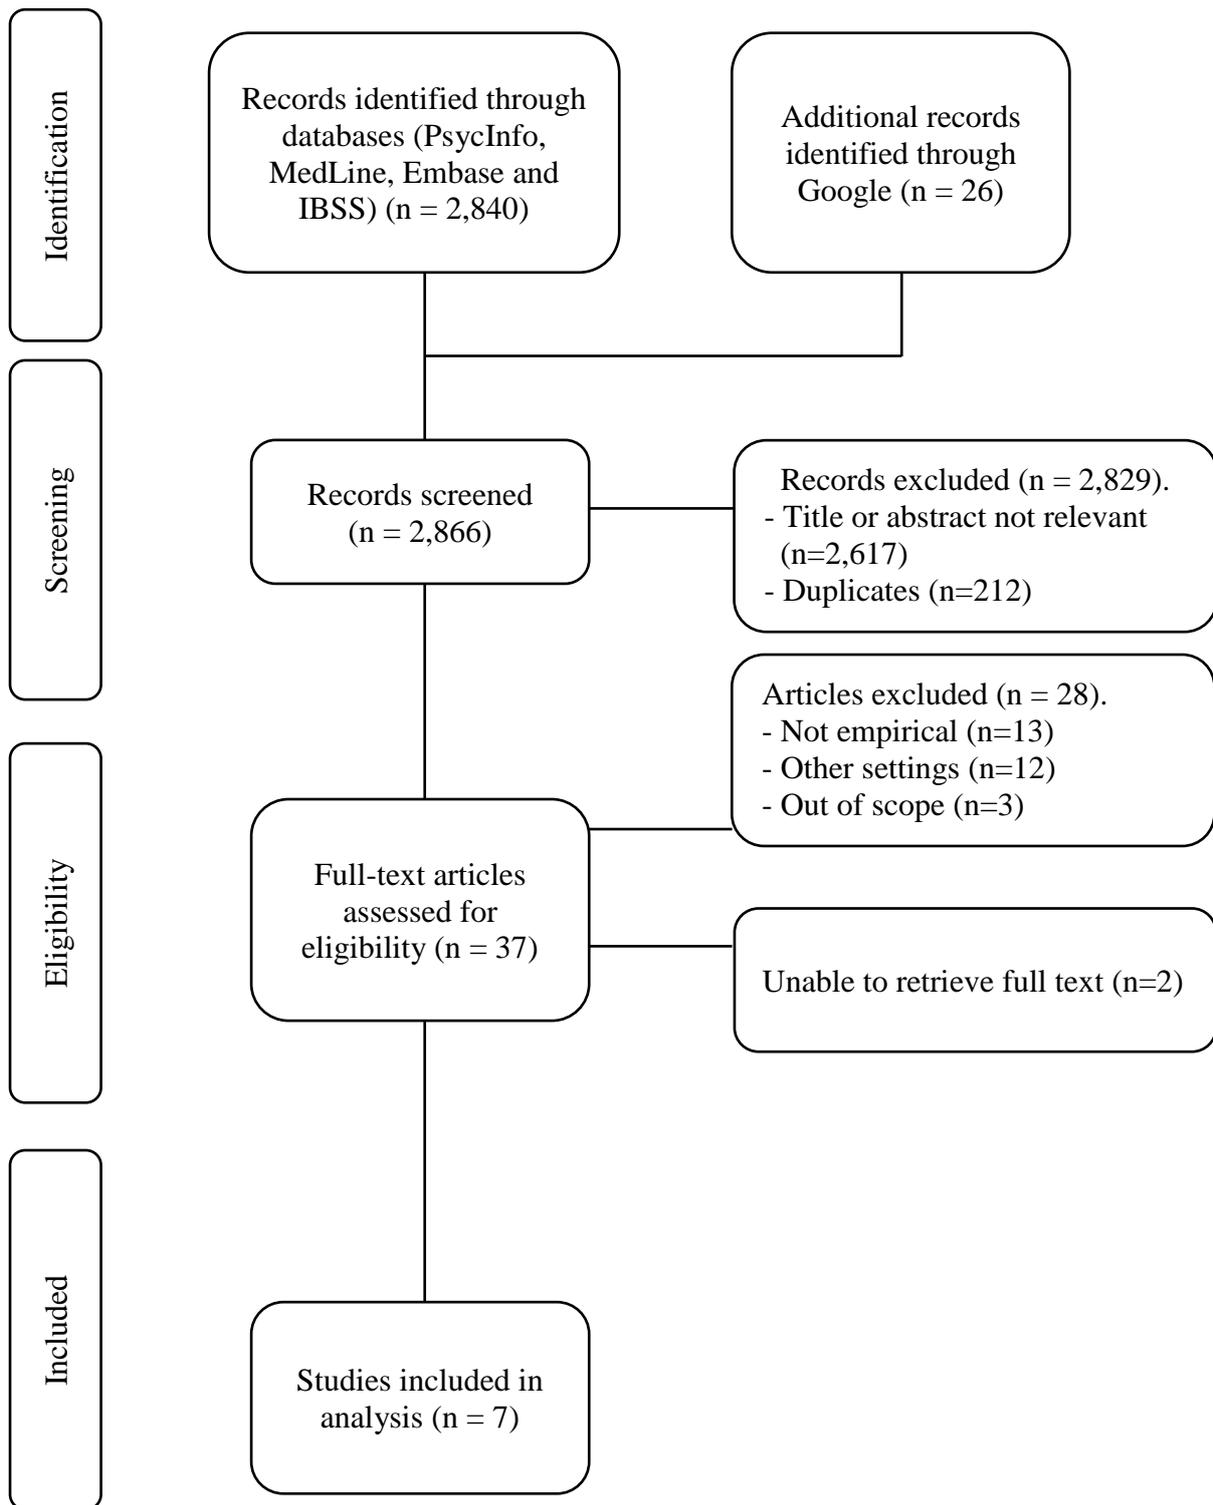 Identification
Records identified through
databases (PsycInfo,
MedLine, Embase and
IBSS) (n = 2,840)
Additional records
identified through
Google (n = 26)
Screening
Records screened
(n = 2,866)
Records excluded (n = 2,829).
- Title or abstract not relevant
(n=2,617)
- Duplicates (n=212)
Articles excluded (n = 28).
- Not empirical (n=13)
- Other settings (n=12)
- Out of scope (n=3)
Eligibility
Full-text articles
assessed for
eligibility (n = 37)
Unable to retrieve full text (n=2)
Included
Studies included in
analysis (n = 7)